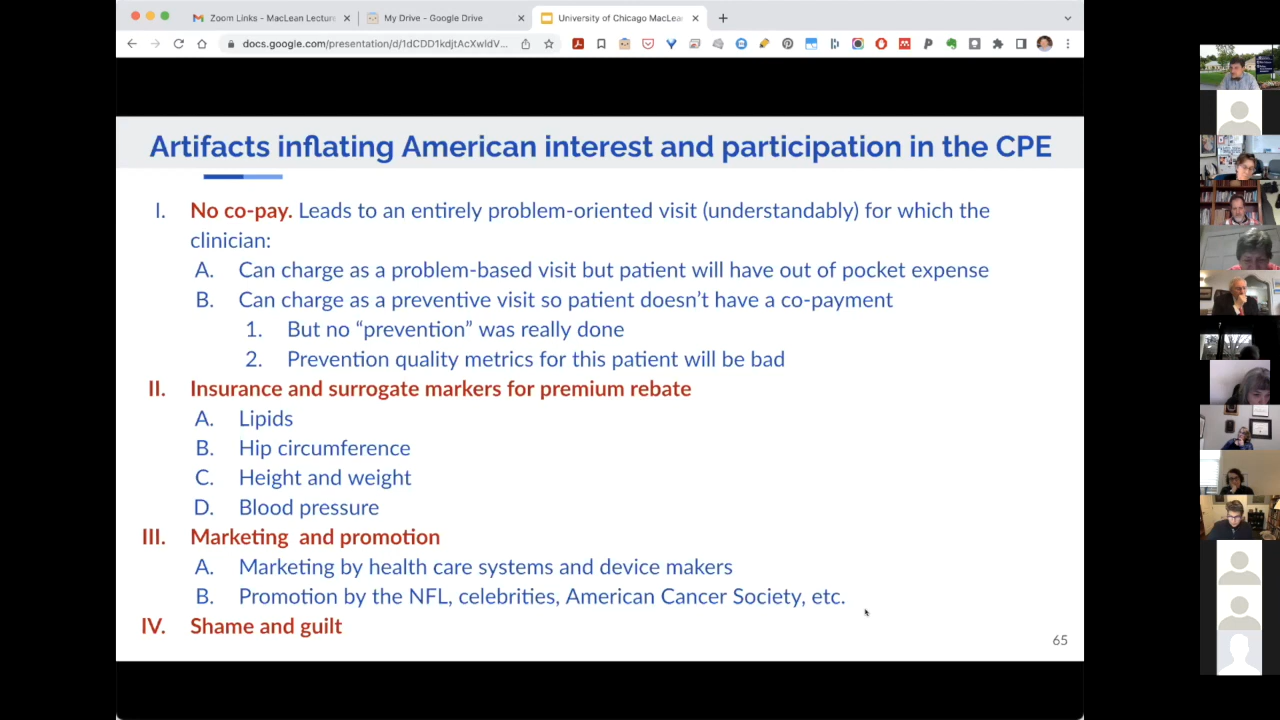 Zoom Links - MacLean Lectur
My Drive - Google Drive
University of Chicago MacLea
docs.google.com/presentation/d/1dCDD1kdjtAcXwIdV...
Artifacts inflating American interest and participation in the CPE
I. No co-pay. Leads to an entirely problem-oriented visit (understandably) for which the
clinician:
A. Can charge as a problem-based visit but patient will have out of pocket expense
B. Can charge as a preventive visit so patient doesn’t have a co-payment
1. But no “prevention” was really done
2. Prevention quality metrics for this patient will be bad
II. Insurance and surrogate markers for premium rebate
A. Lipids
B. Hip circumference
C. Height and weight
D. Blood pressure
III. Marketing and promotion
A. Marketing by health care systems and device makers
B. Promotion by the NFL, celebrities, American Cancer Society, etc.
IV. Shame and guilt
65